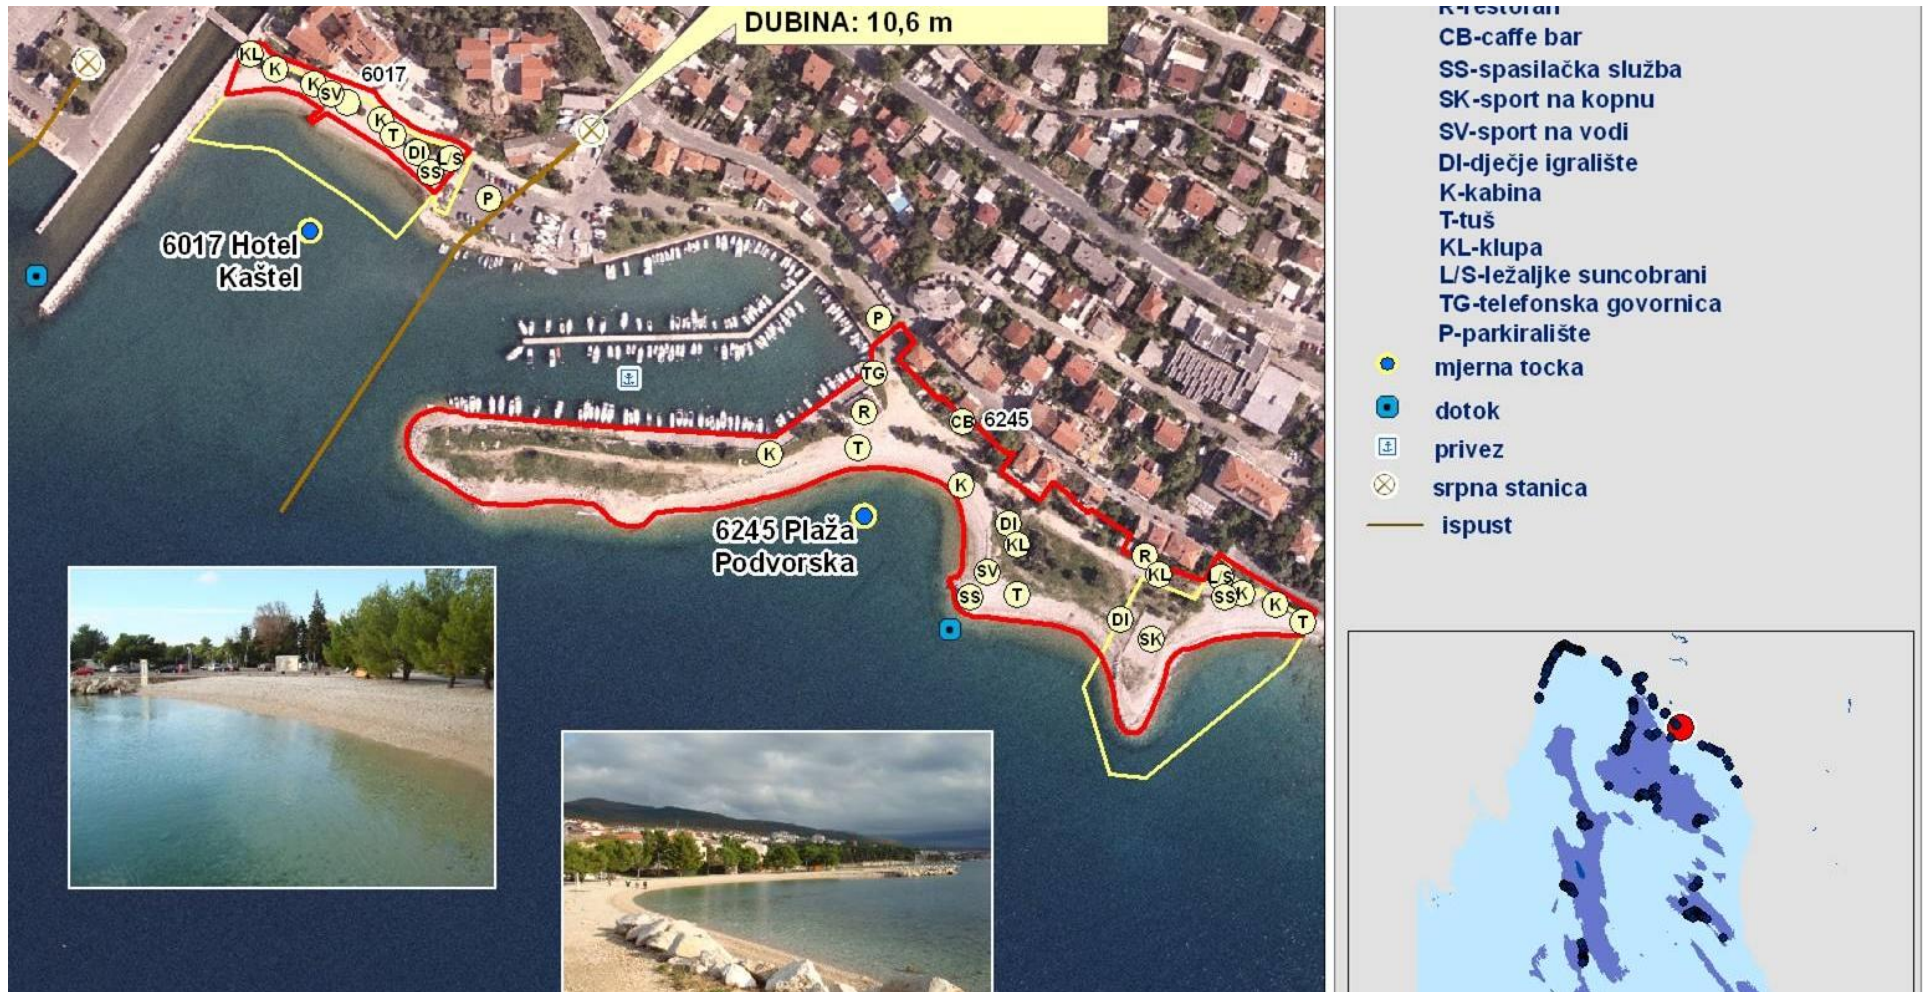 DUBINA: 10,6 m
KL
K
K
SV
6017
K
T
DI
L/S
SS
P
6017 Hotel
Kaštel
P
TG
R
CB
6245
K
T
K
6245 Plaža
Podvorska
DI
KL
SV
SS
T
R
KL
L/S
SS
K
K
T
DI
SK
R-restoran
CB-caffe bar
SS-spasilačka služba
SK-sport na kopnu
SV-sport na vodi
DI-dječje igralište
K-kabina
T-tuš
KL-klupa
L/S-ležaljke suncobrani
TG-telefonska govornica
P-parkiralište
mjerna tocka
dotok
privez
srpna stanica
ispust